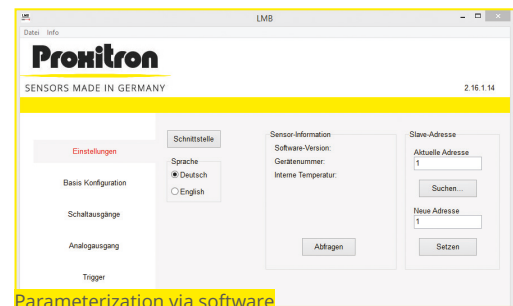 LMB
LMB
Datei Info
Proxitron
SENSORS MADE IN GERMANY
2.16.1.14
Einstellungen
Basis Konfiguration
Schaltausgänge
Analogausgang
Trigger
Schnittstelle
Sprache
Deutsch
English
Sensor-Information
Software-Version:
Gerätenummer:
Interne Temperatur:
Abfragen
Slave-Adresse
Aktuelle Adresse
1
Suchen...
Neue Adresse
1
Setzen
Parameterization via software